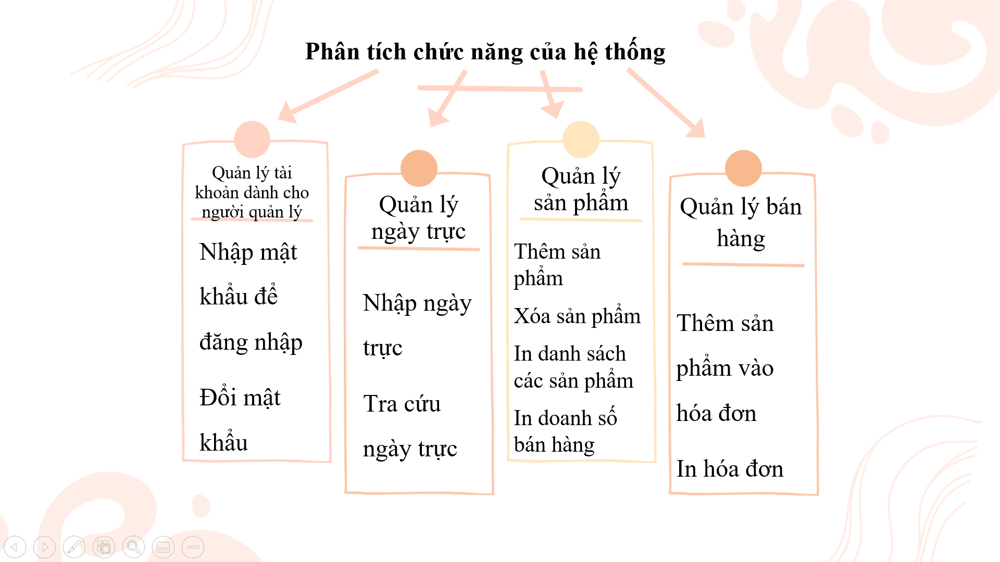 Phân tích chức năng của hệ thống
Quản lý tài
khoản dành cho
người quản lý
Nhập mật
khẩu để
đăng nhập
Đổi mật
khẩu
Quản lý
ngày trực
Nhập ngày
trực
Tra cứu
ngày trực
Quản lý
sản phẩm
Thêm sản
phẩm
Xóa sản phẩm
In danh sách
các sản phẩm
In doanh số
bán hàng
Quản lý bán
hàng
Thêm sản
phẩm vào
hóa đơn
In hóa đơn